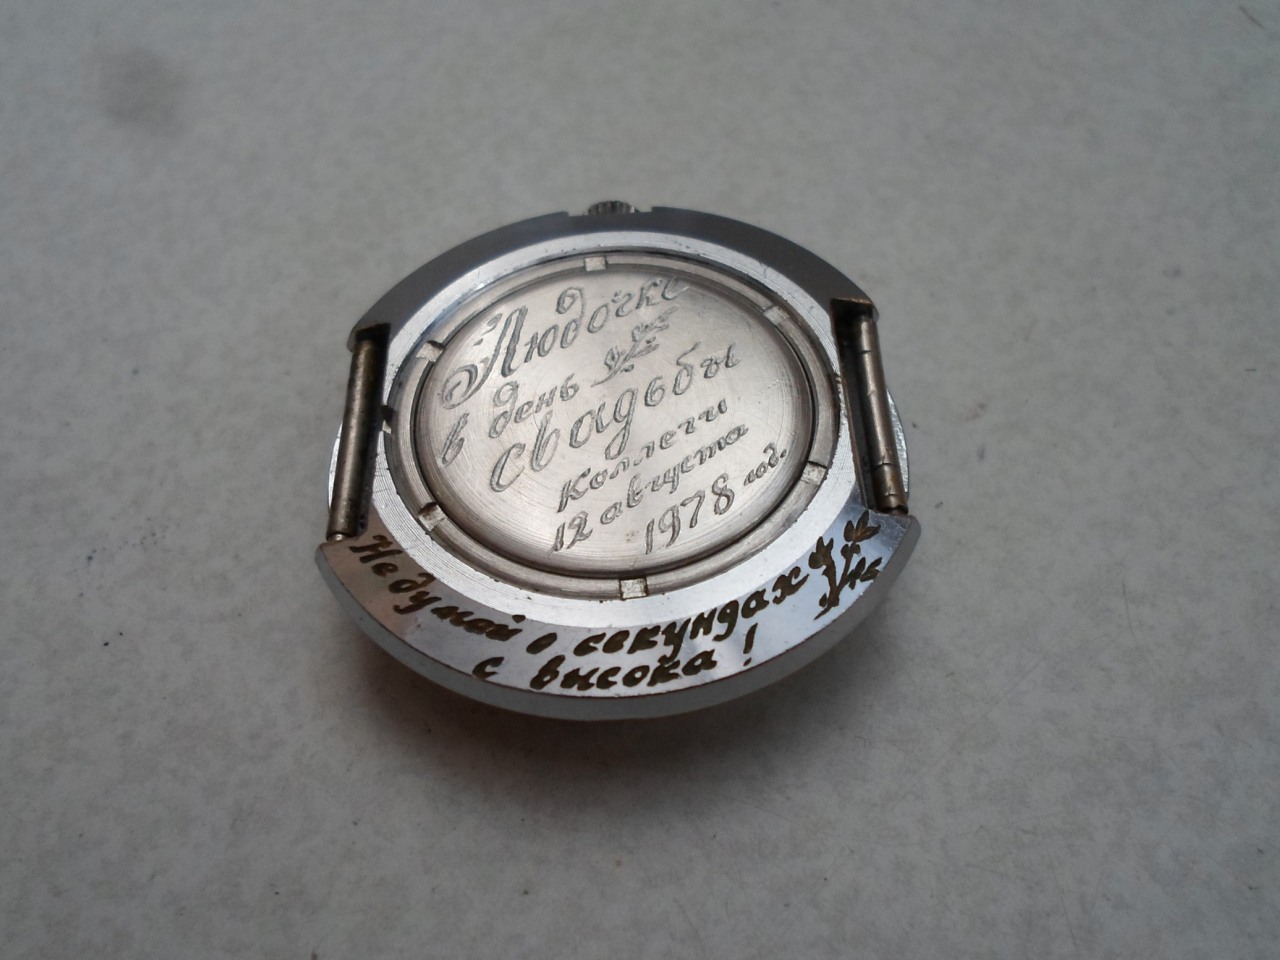 Людочке
в день
свадьбы
Коллеги
12 августа
1978 год.
Не думай о секундах
с высока!